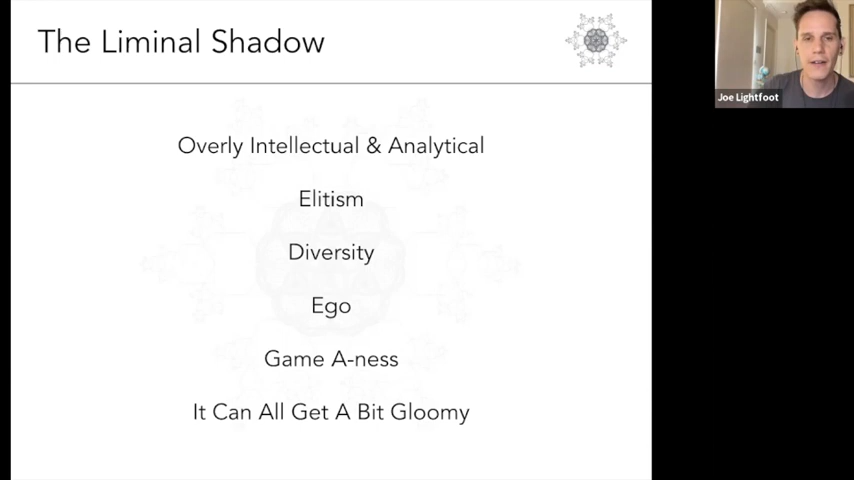 The Liminal Shadow
Joe Lightfoot
Overly Intellectual & Analytical
Elitism
Diversity
Ego
Game A-ness
It Can All Get A Bit Gloomy